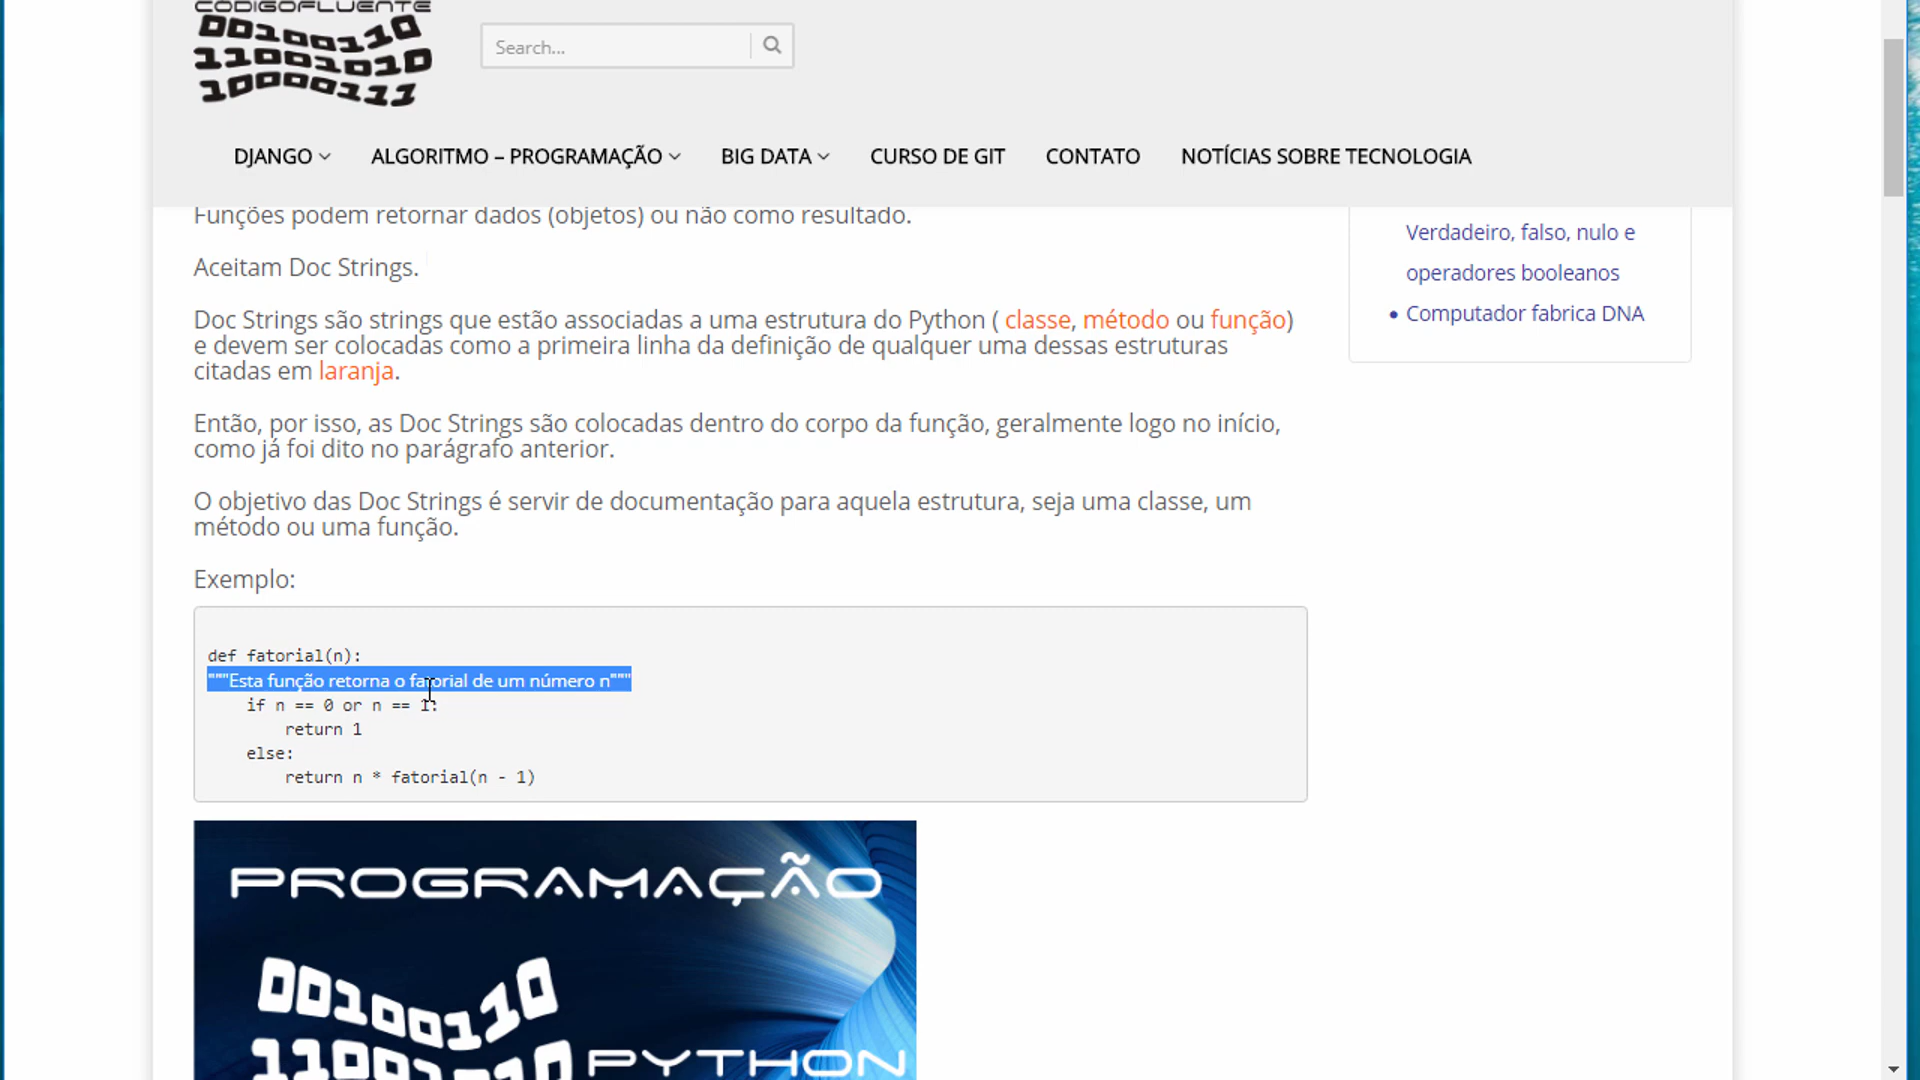 CODIGOFLUENTE
00100110
11001010
10000111
Search...
DJANGO
ALGORITMO – PROGRAMAÇÃO
BIG DATA
CURSO DE GIT
CONTATO
NOTÍCIAS SOBRE TECNOLOGIA
Funções podem retornar dados (objetos) ou não como resultado.
Aceitam Doc Strings.
Doc Strings são strings que estão associadas a uma estrutura do Python ( classe, método ou função)
e devem ser colocadas como a primeira linha da definição de qualquer uma dessas estruturas
citadas em laranja.
Então, por isso, as Doc Strings são colocadas dentro do corpo da função, geralmente logo no início,
como já foi dito no parágrafo anterior.
O objetivo das Doc Strings é servir de documentação para aquela estrutura, seja uma classe, um
método ou uma função.
Exemplo:
def fatorial(n):
"""Esta função retorna o fatorial de um número n"""
if n == 0 or n == 1:
return 1
else:
return n * fatorial(n - 1)
PROGRAMAÇÃO
00100110
PYTHON
Verdadeiro, falso, nulo e
operadores booleanos
• Computador fabrica DNA